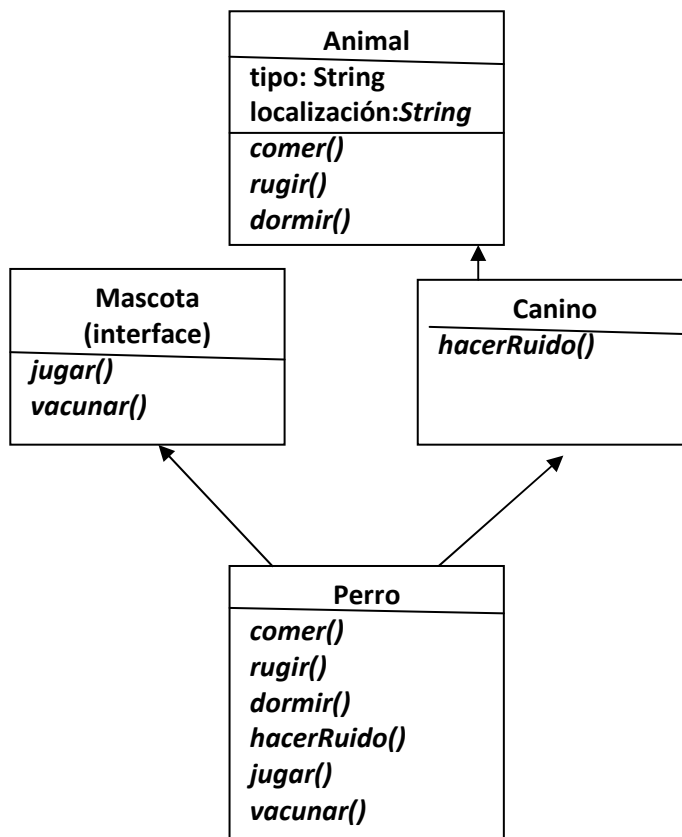 Animal
tipo: String
localización:String
comer()
rugir()
dormir()
Mascota
(interface)
jugar()
vacunar()
Canino
hacerRuido()
Perro
comer()
rugir()
dormir()
hacerRuido()
jugar()
vacunar()